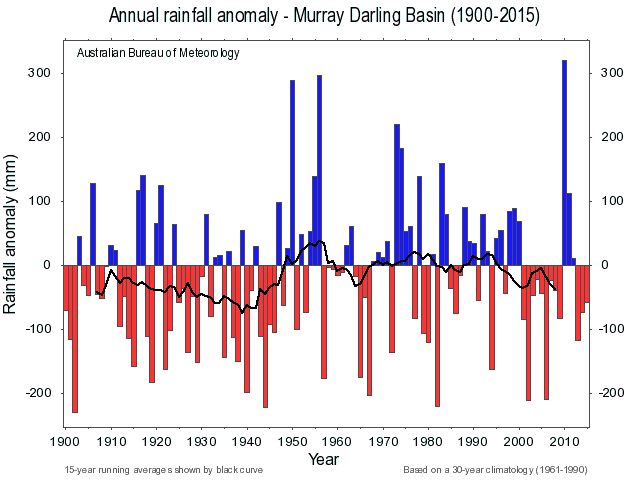 Annual rainfall anomaly - Murray Darling Basin (1900-2015)
Australian Bureau of Meteorology
Rainfall anomaly (mm)
300 300
200 200
100 100
0 0
-100 -100
-200 -200
1900 1910 1920 1930 1940 1950 1960 1970 1980 1990 2000 2010
Year
15-year running averages shown by black curve
Based on a 30-year climatology (1961-1990)